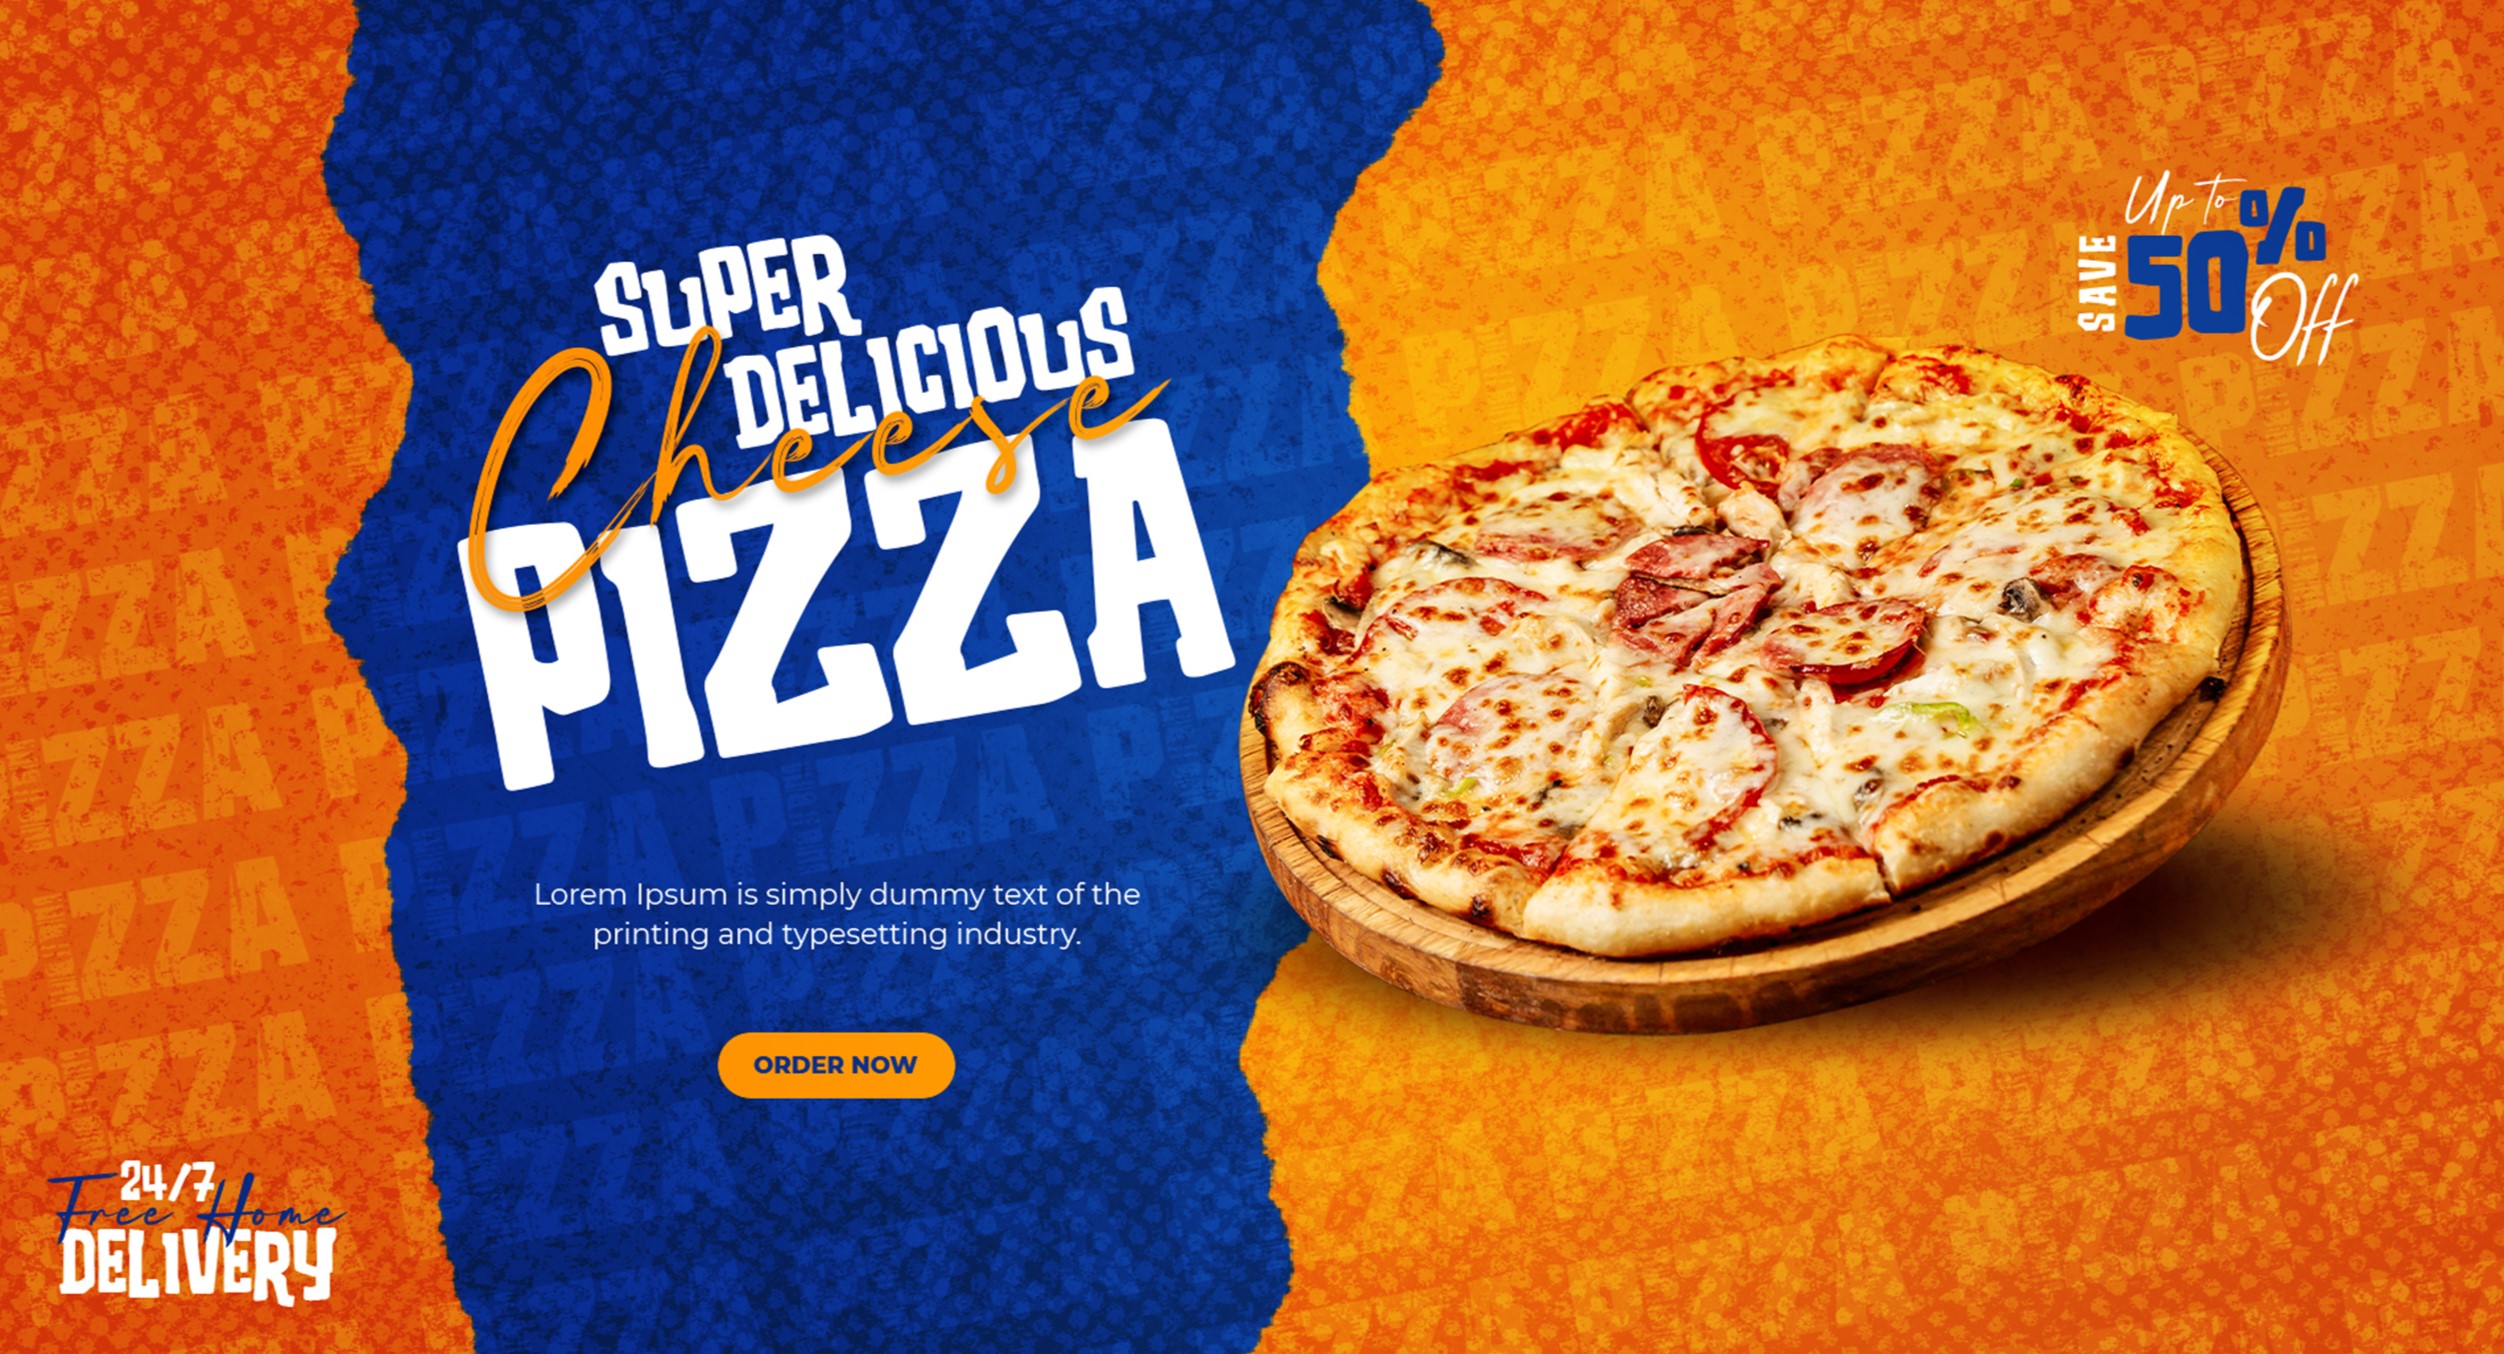 SUPER
DELICIOUS
Cheese
PIZZA
Lorem Ipsum is simply dummy text of the
printing and typesetting industry.
ORDER NOW
Up to
SAVE
50%
Off
24/7
Free Home
DELIVERY